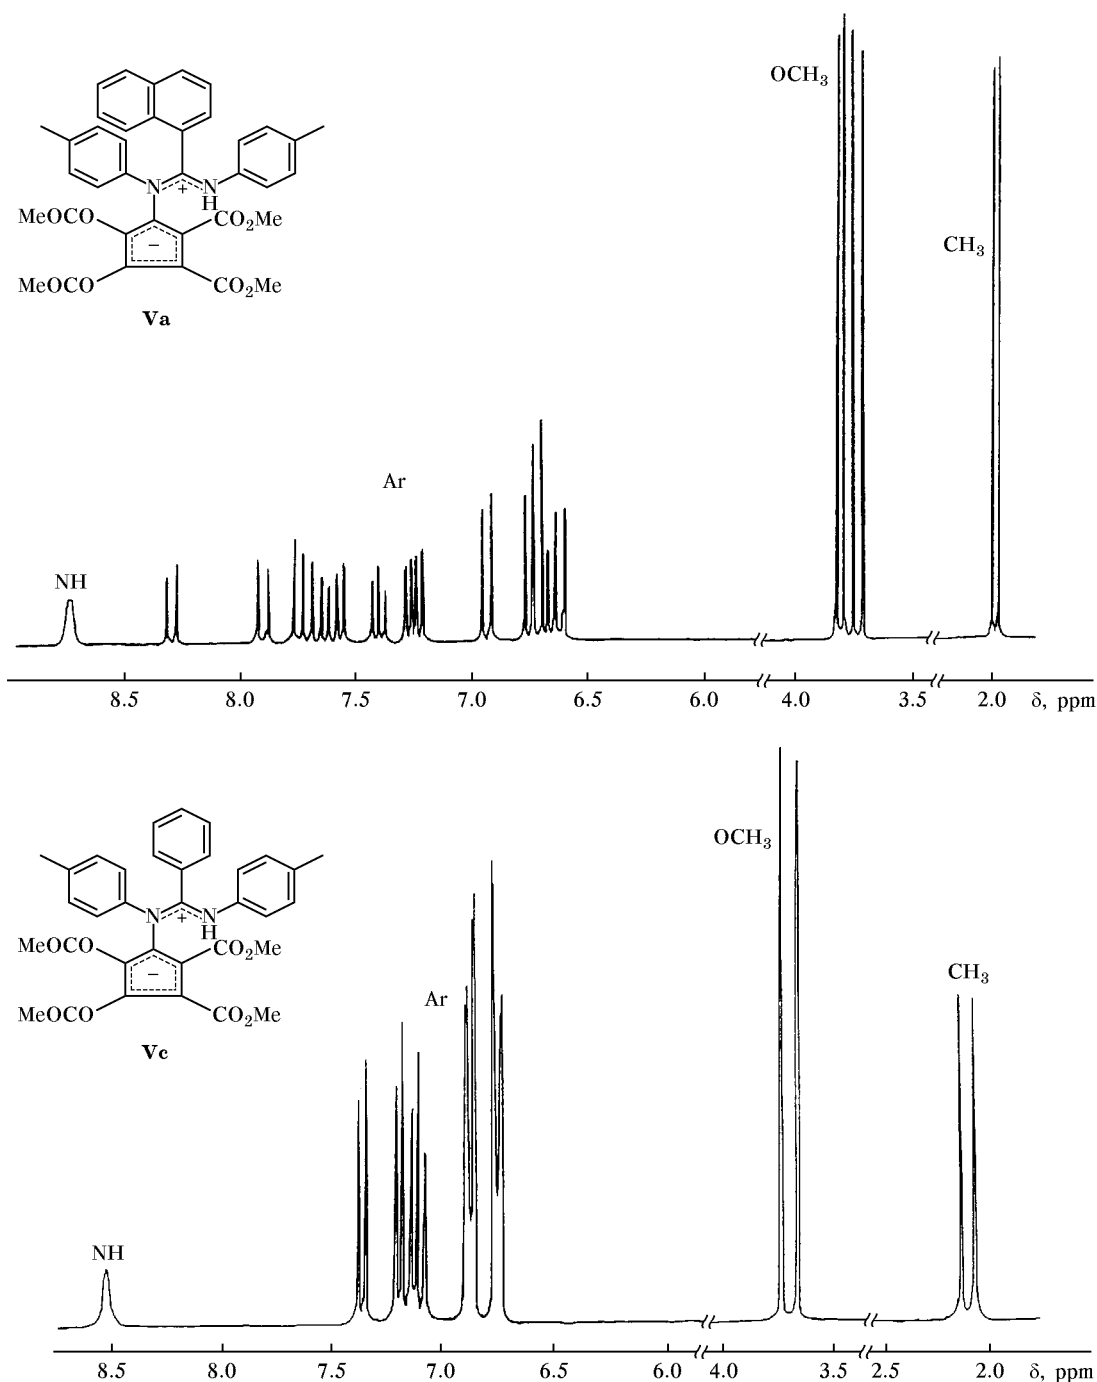 OCH₃
N
+
N
H
MeOCO
CO₂Me
CH₃
−
MeOCO
CO₂Me
Va
Ar
NH
8.5 8.0 7.5 7.0 6.5 6.0 4.0 3.5 2.0 δ, ppm
OCH₃
N
+
N
H
MeOCO
CO₂Me
CH₃
−
Ar
MeOCO
CO₂Me
Vc
NH
8.5 8.0 7.5 7.0 6.5 6.0 4.0 3.5 2.5 2.0 δ, ppm